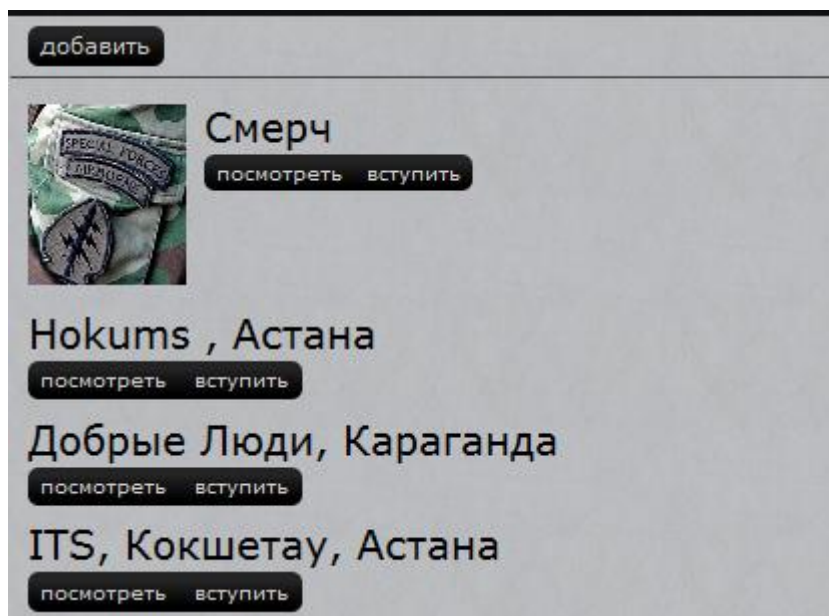 добавить
Смерч
посмотреть вступить
SPECIAL FORCES
AIRBORNE
Hokums , Астана
посмотреть вступить
Добрые Люди, Караганда
посмотреть вступить
ITS, Кокшетау, Астана
посмотреть вступить